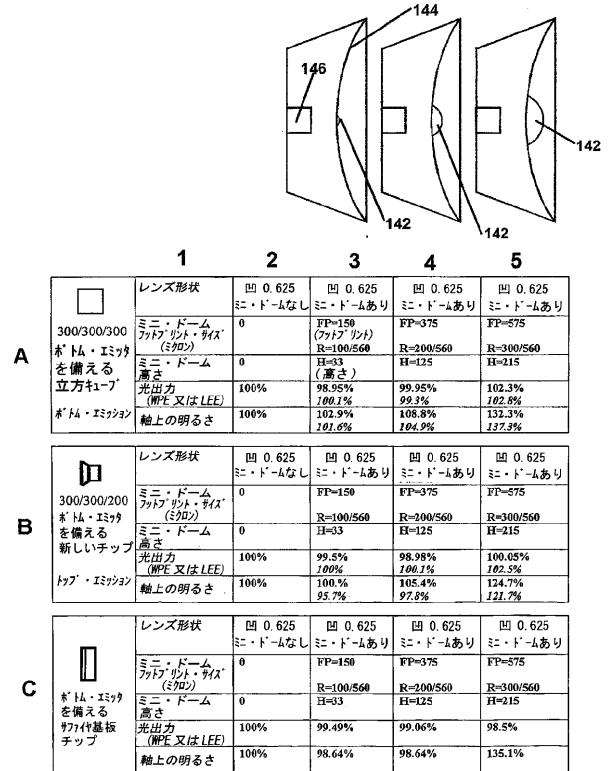 144
146
142
142
142
1 2 3 4 5
A
300/300/300
ボトム・エミッタ
を備える
立方キューブ
ボトム・エミッション
レンズ形状 凹 0.625 凹 0.625 凹 0.625 凹 0.625
ミニ・ドームなし ミニ・ドームあり ミニ・ドームあり ミニ・ドームあり
ミニ・ドーム 0 FP=150 FP=375 FP=575
フットプリント・サイズ (フットプリント)
(ミクロン) R=100/560 R=200/560 R=300/560
ミニ・ドーム 0 H=33 H=125 H=215
高さ (高さ)
光出力 100% 98.95% 99.95% 102.3%
(WPE 又は LEE) 100.1% 99.3% 102.8%
軸上の明るさ 100% 102.9% 108.8% 132.3%
101.6% 104.9% 137.3%
B
300/300/200
ボトム・エミッタ
を備える
新しいチップ
トップ・エミッション
レンズ形状 凹 0.625 凹 0.625 凹 0.625 凹 0.625
ミニ・ドームなし ミニ・ドームあり ミニ・ドームあり ミニ・ドームあり
ミニ・ドーム 0 FP=150 FP=375 FP=575
フットプリント・サイズ
(ミクロン) R=100/560 R=200/560 R=300/560
ミニ・ドーム 0 H=33 H=125 H=215
高さ
光出力 100% 99.5% 98.98% 100.05%
(WPE 又は LEE) 100% 100.1% 102.5%
軸上の明るさ 100% 100.% 105.4% 124.7%
95.7% 97.8% 121.7%
C
ボトム・エミッタ
を備える
サファイヤ基板
チップ
レンズ形状 凹 0.625 凹 0.625 凹 0.625 凹 0.625
ミニ・ドームなし ミニ・ドームあり ミニ・ドームあり ミニ・ドームあり
ミニ・ドーム 0 FP=150 FP=375 FP=575
フットプリント・サイズ
(ミクロン) R=100/560 R=200/560 R=300/560
ミニ・ドーム 0 H=33 H=125 H=215
高さ
光出力 100% 99.49% 99.06% 98.5%
(WPE 又は LEE)
軸上の明るさ 100% 98.64% 98.64% 135.1%